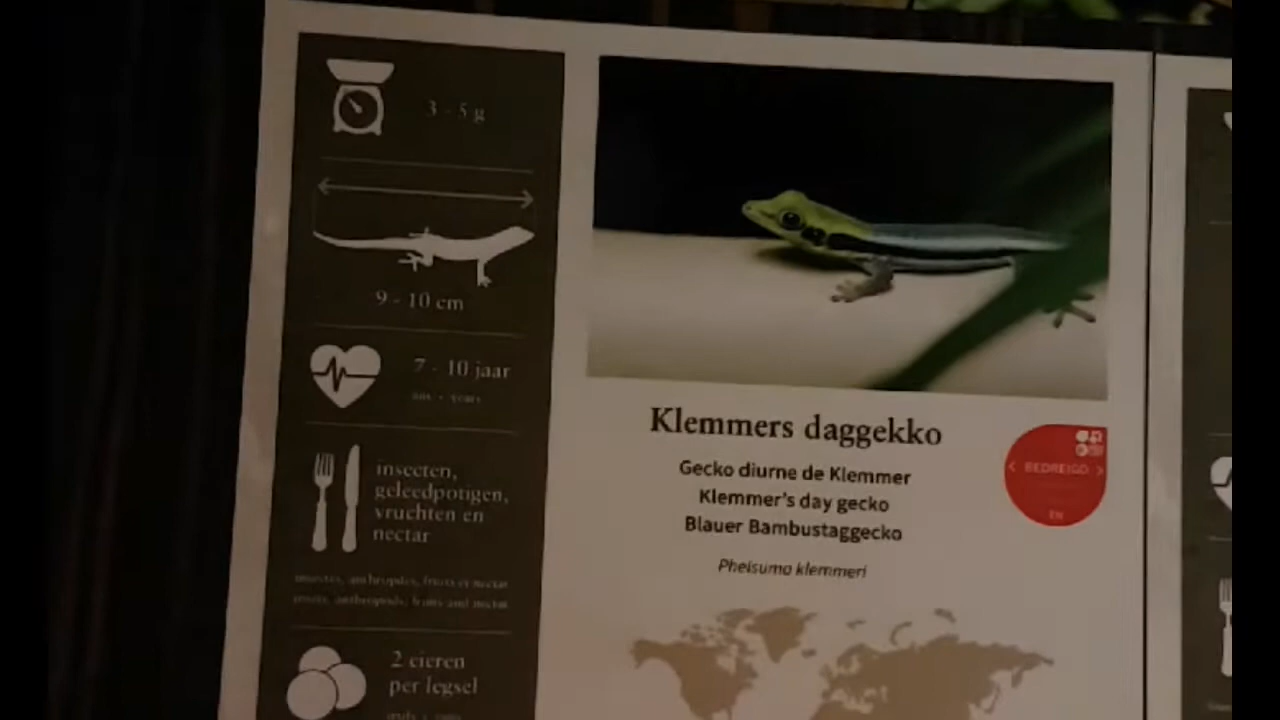 3 - 5 g
9 - 10 cm
7 - 10 jaar
insecten,
geleedpotigen,
vruchten en
nectar
2 eieren
per legsel
Klemmers daggekko
Gecko diurne de Klemmer
Klemmer's day gecko
Blauer Bambustaggecko
Phelsuma klemmeri
BEDREIGD
EN